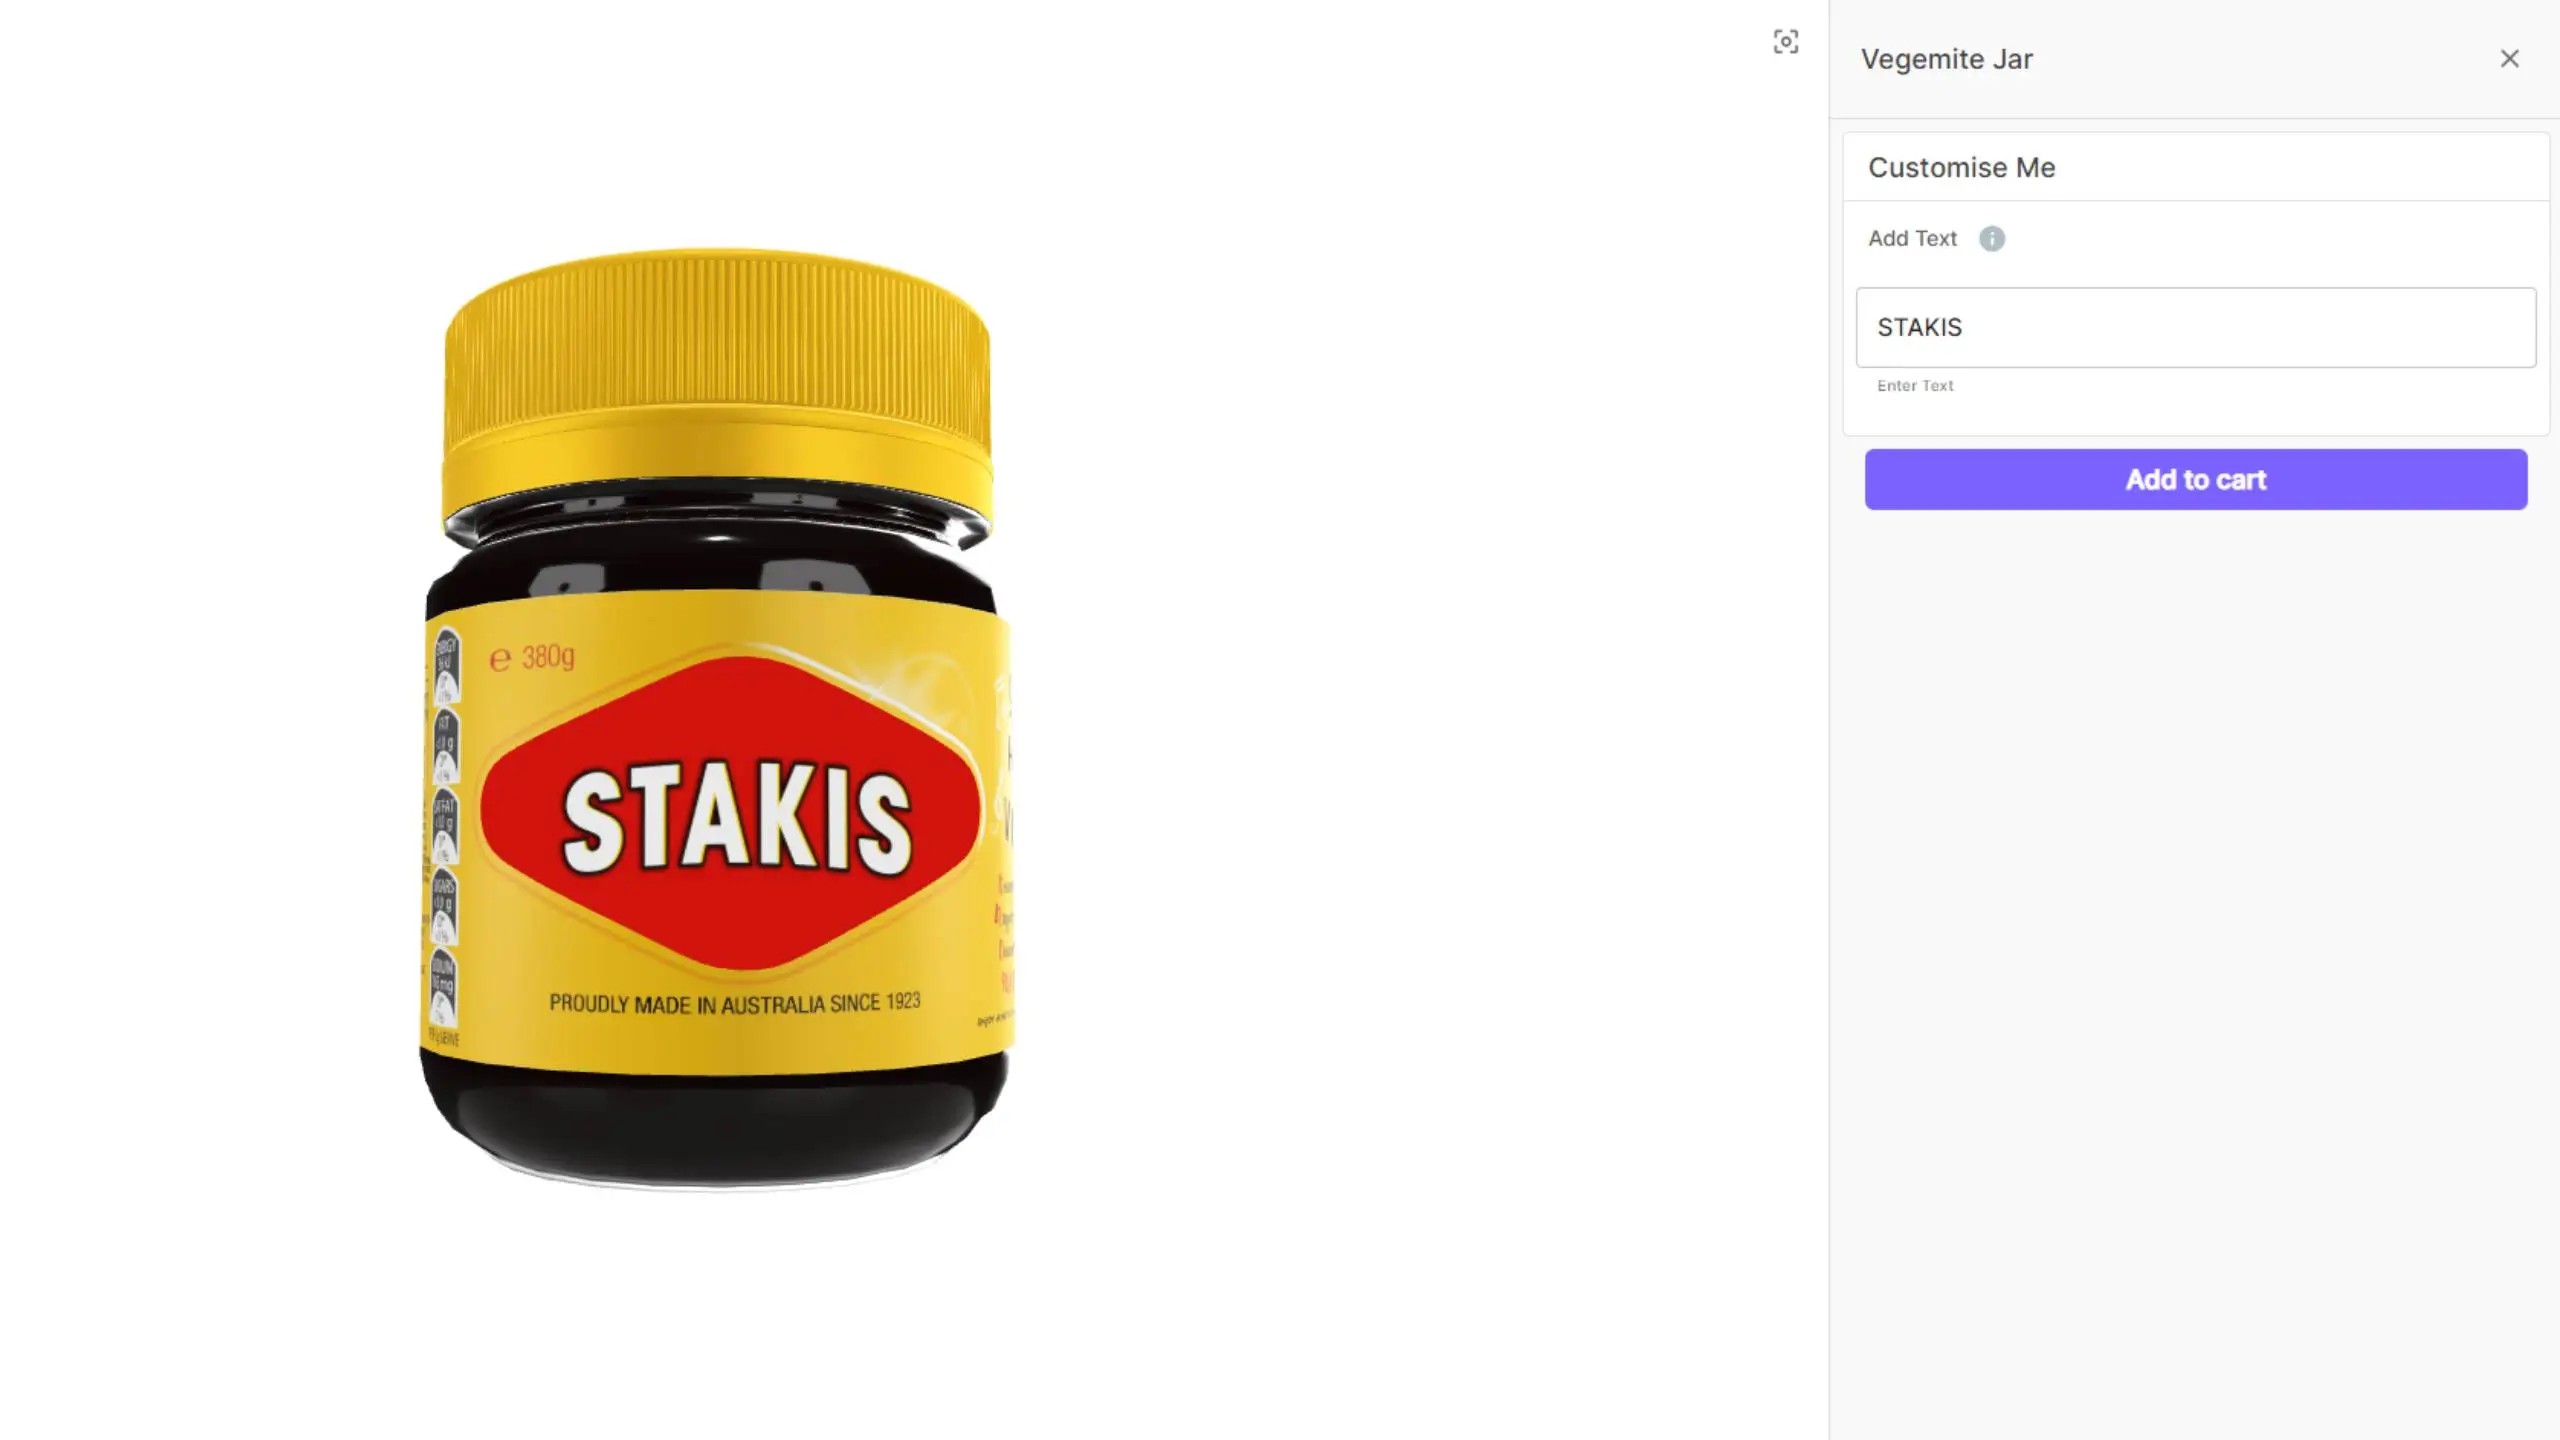 Vegemite Jar
Customise Me
Add Text
STAKIS
Enter Text
Add to cart
℮ 380g
STAKIS
PROUDLY MADE IN AUSTRALIA SINCE 1923
FAT